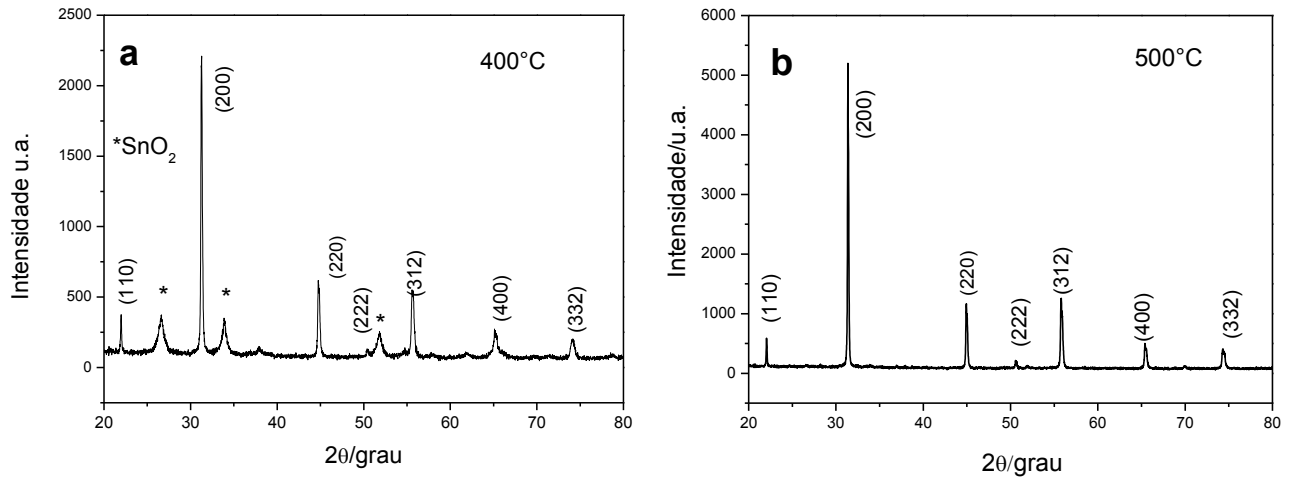 a
400°C
*SnO₂
(110)
*
(200)
*
(220)
(222)
*
(312)
(400)
(332)
2500
2000
1500
1000
500
0
20 30 40 50 60 70 80
Intensidade u.a.
2θ/grau
b
500°C
(110)
(200)
(220)
(222)
(312)
(400)
(332)
6000
5000
4000
3000
2000
1000
0
20 30 40 50 60 70 80
Intensidade/u.a.
2θ/grau